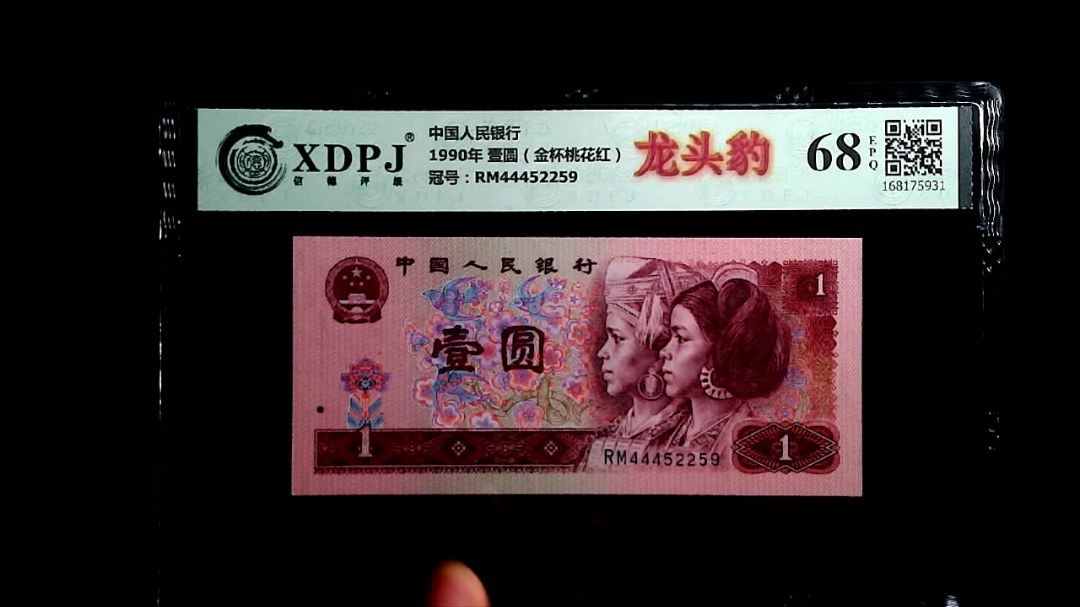 XDPJ®
信德评级
中国人民银行
1990年 壹圆（金杯桃花红）
冠号：RM44452259
龙头豹
68
EPQ
168175931
中国人民银行
1
壹圆
1
RM44452259
1